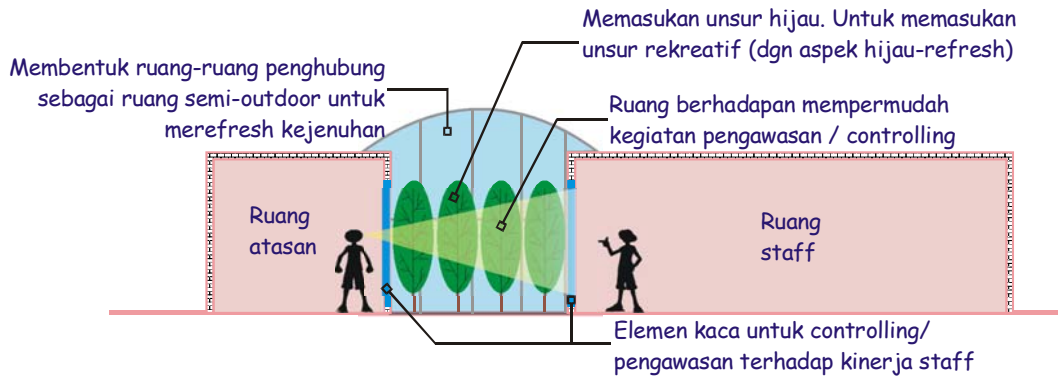 Memasukan unsur hijau. Untuk memasukan
unsur rekreatif (dgn aspek hijau-refresh)
Membentuk ruang-ruang penghubung
sebagai ruang semi-outdoor untuk
merefresh kejenuhan
Ruang berhadapan mempermudah
kegiatan pengawasan / controlling
Ruang
atasan
Ruang
staff
Elemen kaca untuk controlling/
pengawasan terhadap kinerja staff